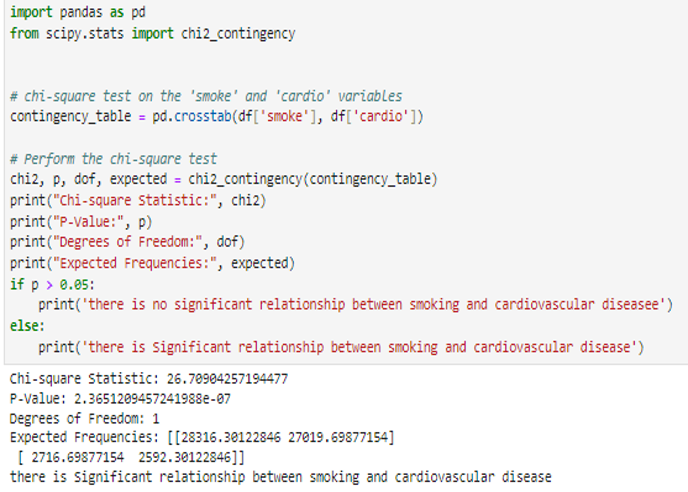 import pandas as pd
from scipy.stats import chi2_contingency
# chi-square test on the 'smoke' and 'cardio' variables
contingency_table = pd.crosstab(df['smoke'], df['cardio'])
# Perform the chi-square test
chi2, p, dof, expected = chi2_contingency(contingency_table)
print("Chi-square Statistic:", chi2)
print("P-Value:", p)
print("Degrees of Freedom:", dof)
print("Expected Frequencies:", expected)
if p > 0.05:
    print('there is no significant relationship between smoking and cardiovascular diseasee')
else:
    print('there is Significant relationship between smoking and cardiovascular disease')
Chi-square Statistic: 26.70904257194477
P-Value: 2.3651209457241988e-07
Degrees of Freedom: 1
Expected Frequencies: [[28316.30122846 27019.69877154]
 [ 2716.69877154  2592.30122846]]
there is Significant relationship between smoking and cardiovascular disease